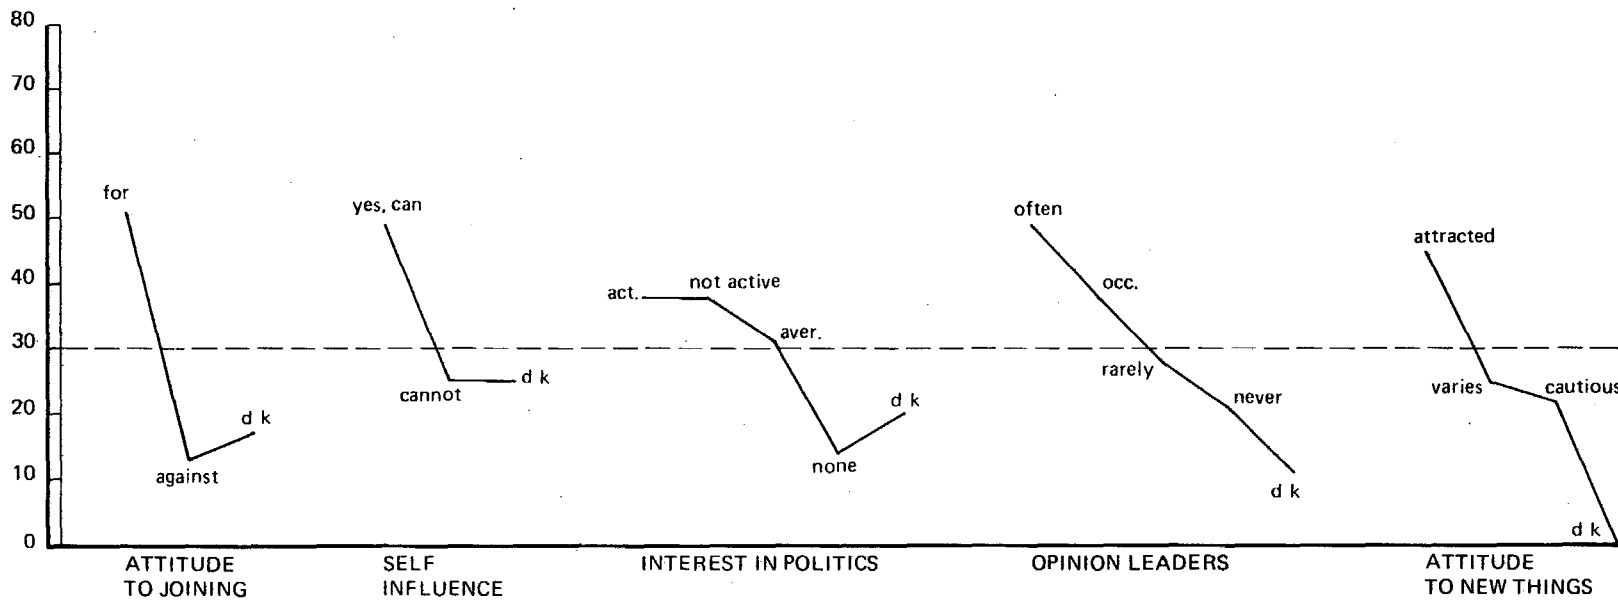 80
70
60
50
40
30
20
10
0
for
against
d k
yes, can
cannot
d k
act.
not active
aver.
none
d k
often
occ.
rarely
never
d k
attracted
varies
cautious
d k
ATTITUDE
TO JOINING
SELF
INFLUENCE
INTEREST IN POLITICS
OPINION LEADERS
ATTITUDE
TO NEW THINGS